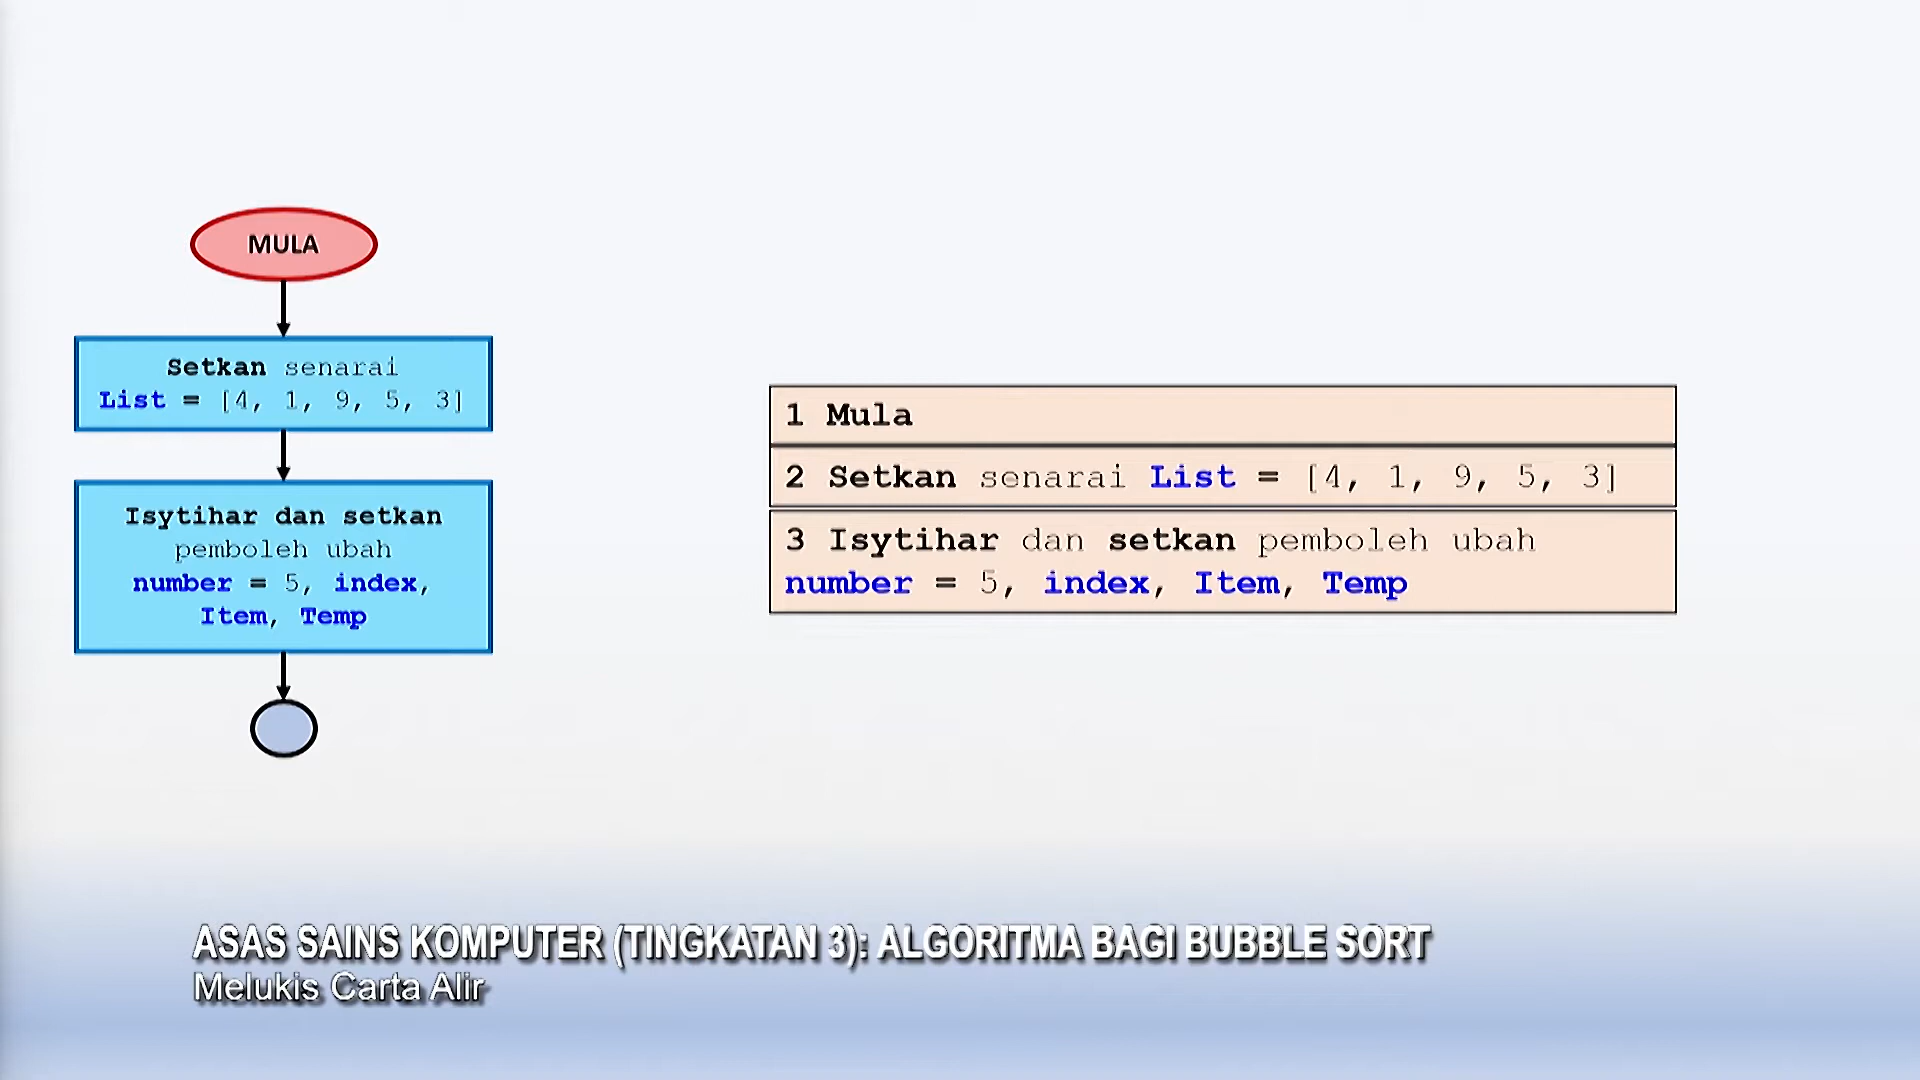 MULA
Setkan senarai
List = [4, 1, 9, 5, 3]
Isytihar dan setkan
pemboleh ubah
number = 5, index,
Item, Temp
1 Mula
2 Setkan senarai List = [4, 1, 9, 5, 3]
3 Isytihar dan setkan pemboleh ubah
number = 5, index, Item, Temp
ASAS SAINS KOMPUTER (TINGKATAN 3): ALGORITMA BAGI BUBBLE SORT
Melukis Carta Alir